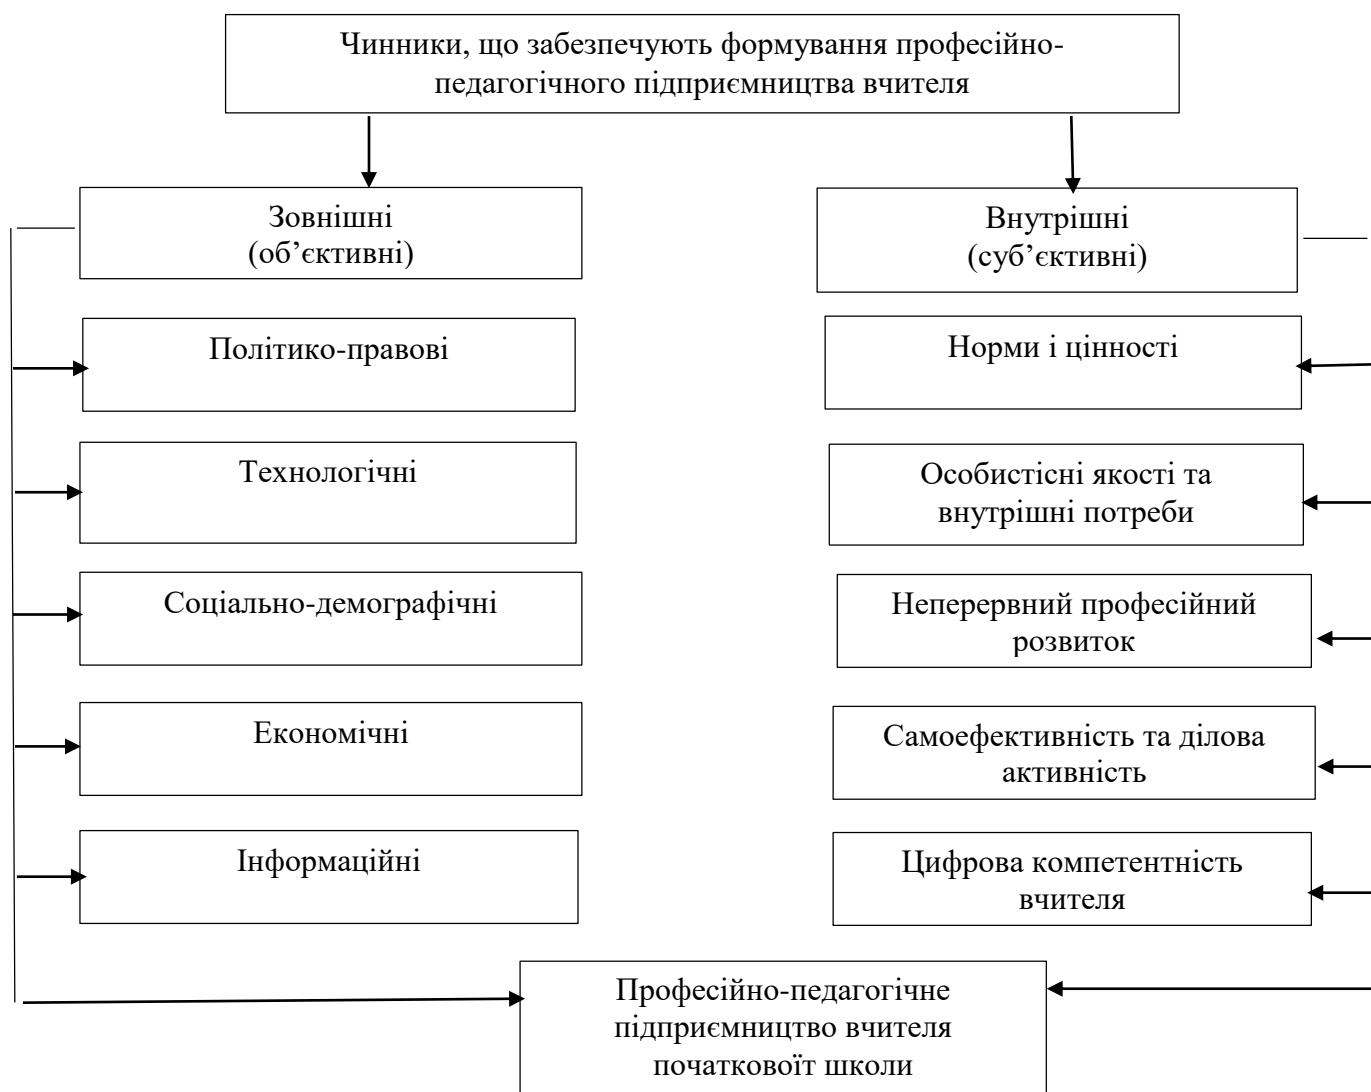 Чинники, що забезпечують формування професійно-
педагогічного підприємництва вчителя
Зовнішні
(об’єктивні)
Внутрішні
(суб’єктивні)
Політико-правові
Норми і цінності
Технологічні
Особистісні якості та
внутрішні потреби
Соціально-демографічні
Неперервний професійний
розвиток
Економічні
Самоефективність та ділова
активність
Інформаційні
Цифрова компетентність
вчителя
Професійно-педагогічне
підприємництво вчителя
початковоїт школи